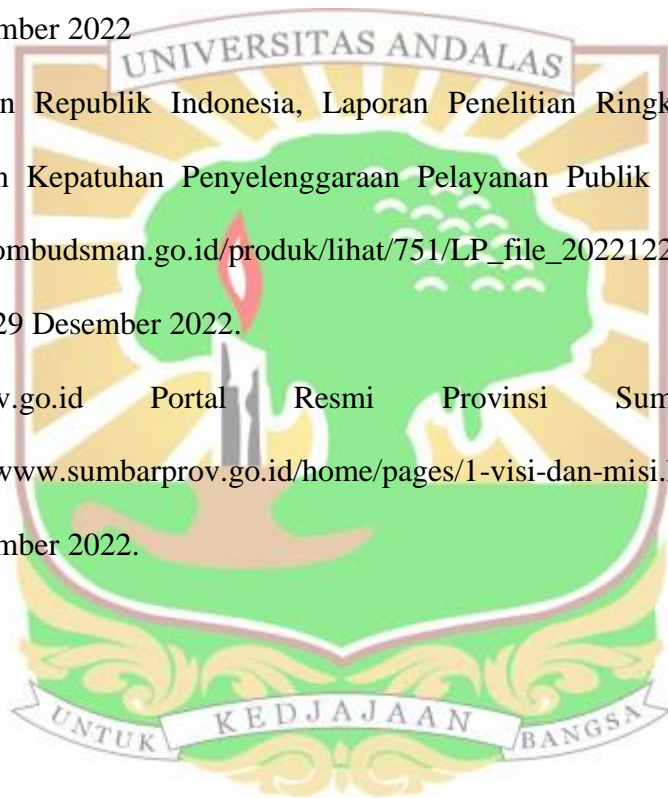 mber 2022
UNIVERSITAS ANDALAS
n Republik Indonesia, Laporan Penelitian Ringk
n Kepatuhan Penyelenggaraan Pelayanan Publik
ombudsman.go.id/produk/lihat/751/LP_file_2022122
29 Desember 2022.
v.go.id Portal Resmi Provinsi Sum
www.sumbarprov.go.id/home/pages/1-visi-dan-misi.
mber 2022.
UNTUK KEDJAJAAN BANGSA